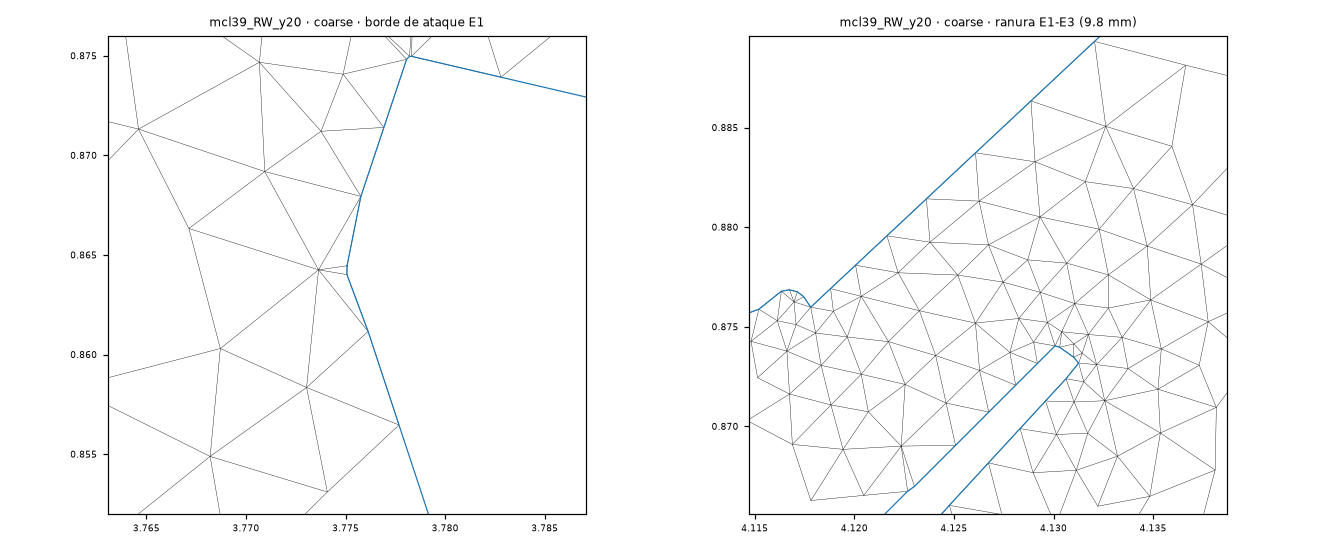 mcl39_RW_y20 · coarse · borde de ataque E1
0.875
0.870
0.865
0.860
0.855
3.765 3.770 3.775 3.780 3.785
mcl39_RW_y20 · coarse · ranura E1-E3 (9.8 mm)
0.885
0.880
0.875
0.870
4.115 4.120 4.125 4.130 4.135